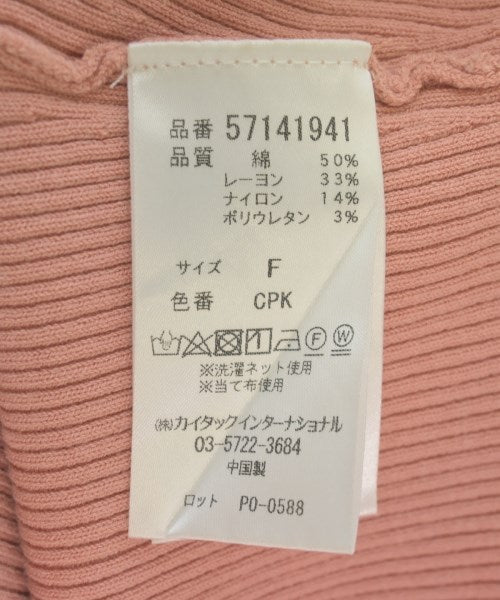 品番 57141941
品質 綿 50%
レーヨン 33%
ナイロン 14%
ポリウレタン 3%
サイズ F
色番 CPK
※洗濯ネット使用
※当て布使用
㈱カイタックインターナショナル
03-5722-3684
中国製
ロット PO-0588